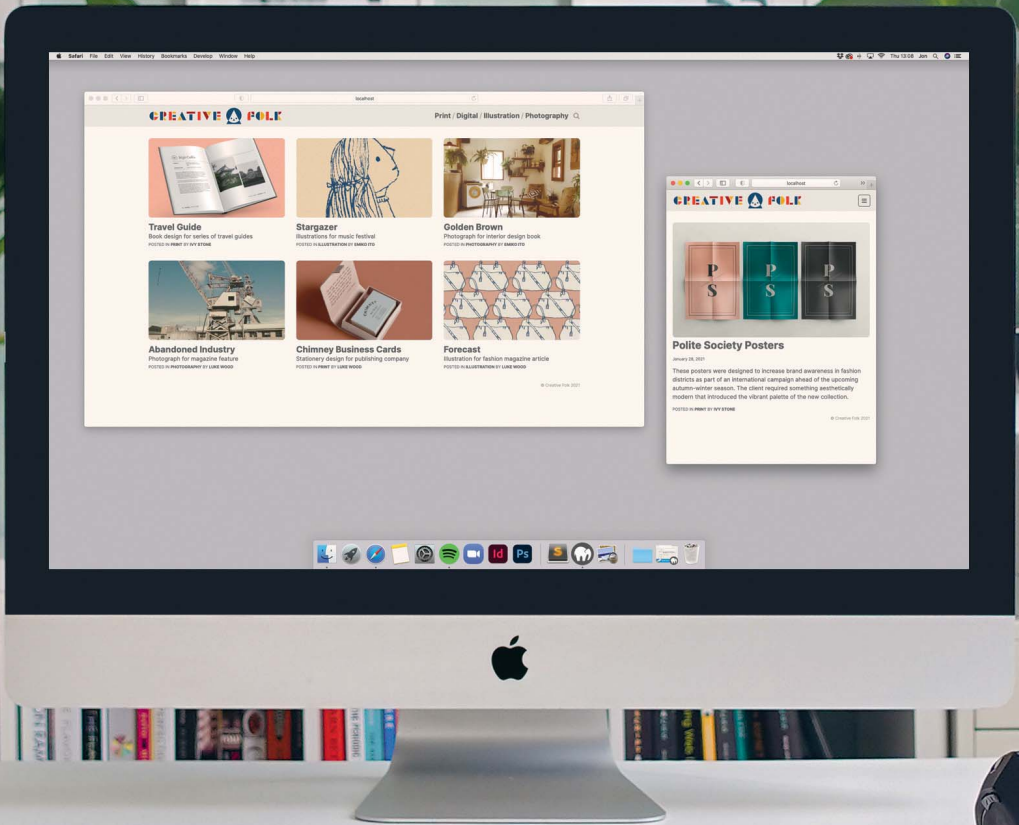 Safari File Edit View History Bookmarks Develop Window Help
Thu 13:08 Jon
localhost
CREATIVE FOLK
Print / Digital / Illustration / Photography
Travel Guide
Book design for series of travel guides
POSTED IN PRINT BY IVY STONE
Stargazer
Illustrations for music festival
POSTED IN ILLUSTRATION BY EMIKO ITO
Golden Brown
Photograph for interior design book
POSTED IN PHOTOGRAPHY BY EMIKO ITO
Abandoned Industry
Photograph for magazine feature
POSTED IN PHOTOGRAPHY BY LUKE WOOD
Chimney Business Cards
Stationery design for publishing company
POSTED IN PRINT BY LUKE WOOD
Forecast
Illustration for fashion magazine article
POSTED IN ILLUSTRATION BY LUKE WOOD
© Creative Folk 2021
localhost
CREATIVE FOLK
P S
P S
P S
Polite Society Posters
January 28, 2021
These posters were designed to increase brand awareness in fashion
districts as part of an international campaign ahead of the upcoming
autumn-winter season. The client required something aesthetically
modern that introduced the vibrant palette of the new collection.
POSTED IN PRINT BY IVY STONE
© Creative Folk 2021
Id
Ps
S